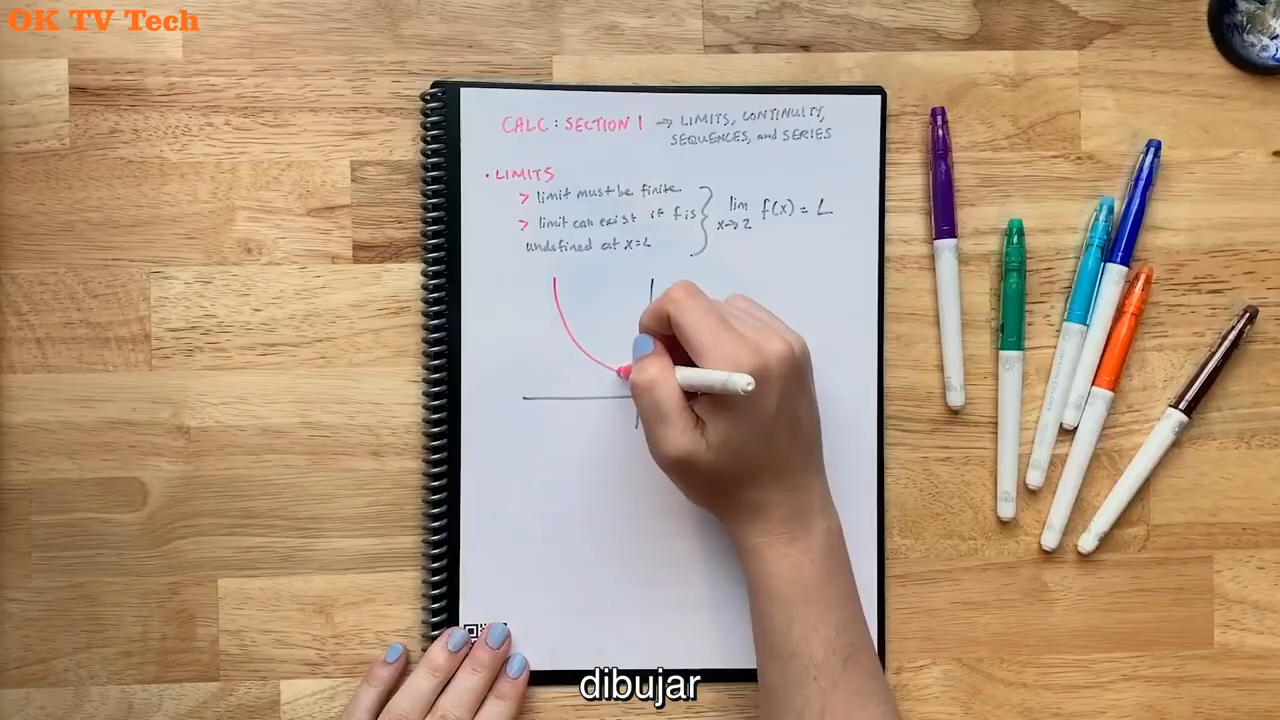 OK TV Tech
CALC : SECTION 1 → LIMITS, CONTINUITY,
SEQUENCES, and SERIES
• LIMITS
> limit must be finite
> limit can exist if f is
undefined at x=2
lim f(x) = L
x→2
dibujar